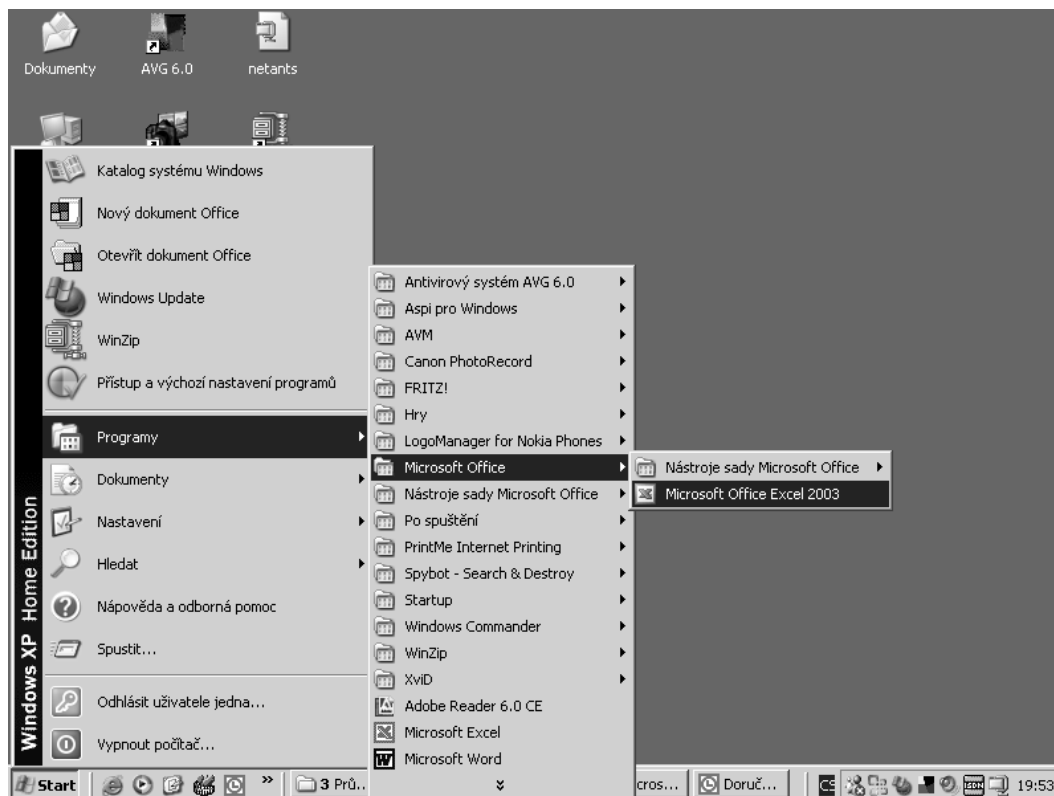 Dokumenty
AVG 6.0
netants
Katalog systému Windows
Nový dokument Office
Otevřít dokument Office
Windows Update
WinZip
Přístup a výchozí nastavení programů
Programy
Dokumenty
Nastavení
Hledat
Nápověda a odborná pomoc
Spustit...
Odhlásit uživatele jedna...
Vypnout počítač...
Windows XP Home Edition
Antivirový systém AVG 6.0
Aspi pro Windows
AVM
Canon PhotoRecord
FRITZ!
Hry
LogoManager for Nokia Phones
Microsoft Office
Nástroje sady Microsoft Office
Po spuštění
PrintMe Internet Printing
Spybot - Search & Destroy
Startup
Windows Commander
WinZip
XviD
Adobe Reader 6.0 CE
Microsoft Excel
Microsoft Word
Nástroje sady Microsoft Office
Microsoft Office Excel 2003
Start
»
3 Prů..
cros...
Doruč...
CS
ISDN
19:53